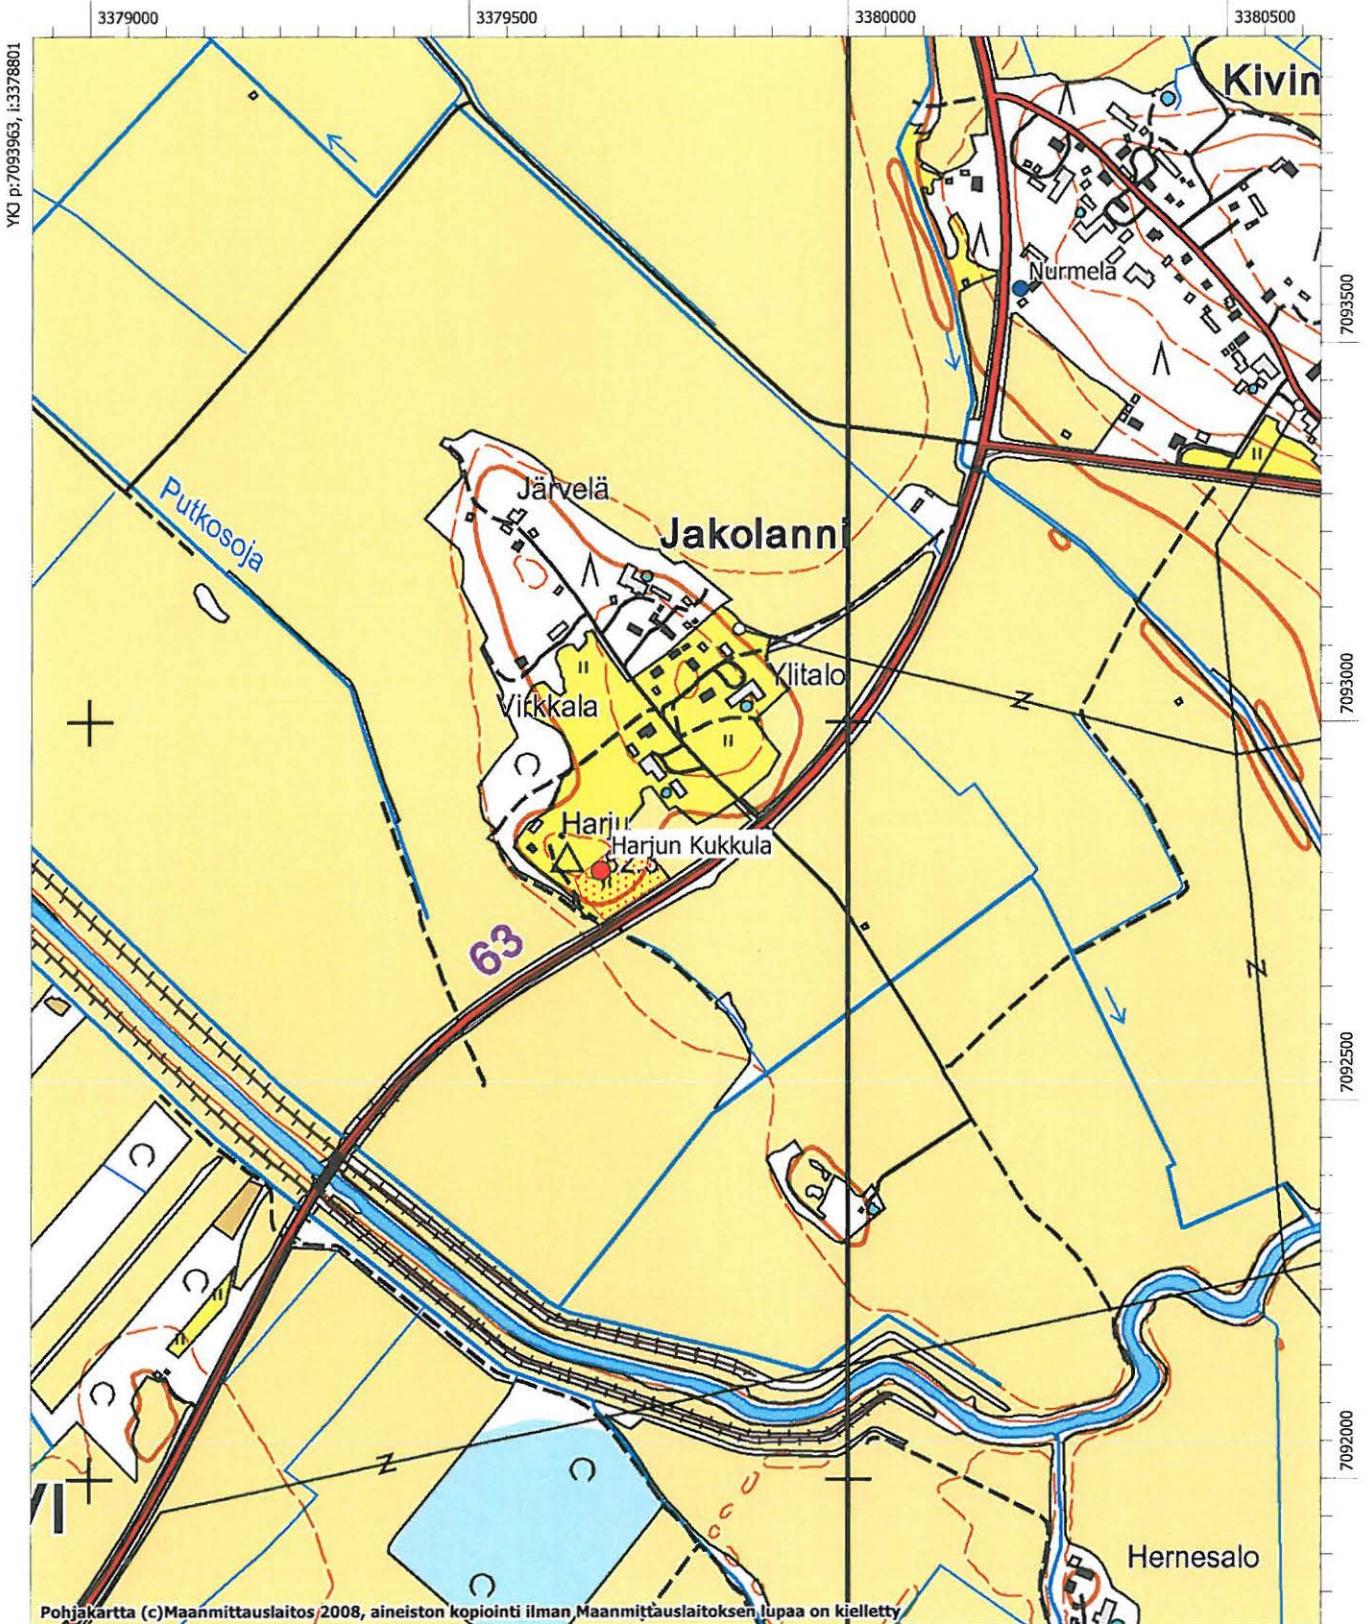 3379000
3379500
3380000
3380500
YKJ p:7093963, i:3378801
Kivin
Nurmela
7093500
Järvelä
Putkosoja
Jakolanni
Ylitalo
7093000
Virkkala
Harju
Harjun Kukkula
63
7092500
7092000
VI
Hernesalo
Pohjakartta (c)Maanmittauslaitos 2008, aineiston kopiointi ilman Maanmittauslaitoksen lupaa on kielletty